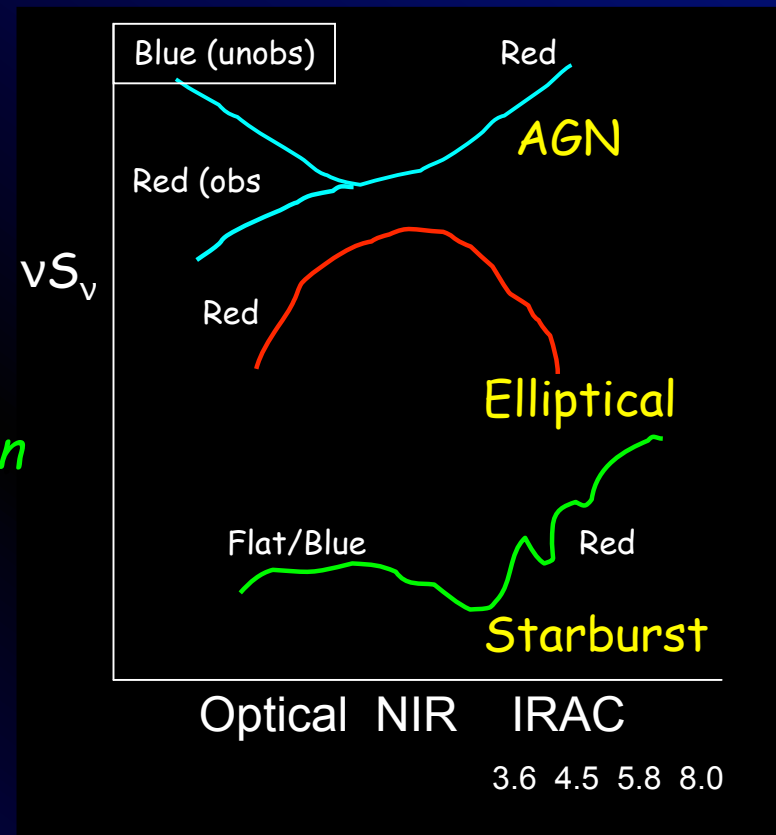 Blue (unobs)
Red
AGN
Red (obs
νSν
Red
Elliptical
n
Flat/Blue
Red
Starburst
Optical NIR IRAC
3.6 4.5 5.8 8.0